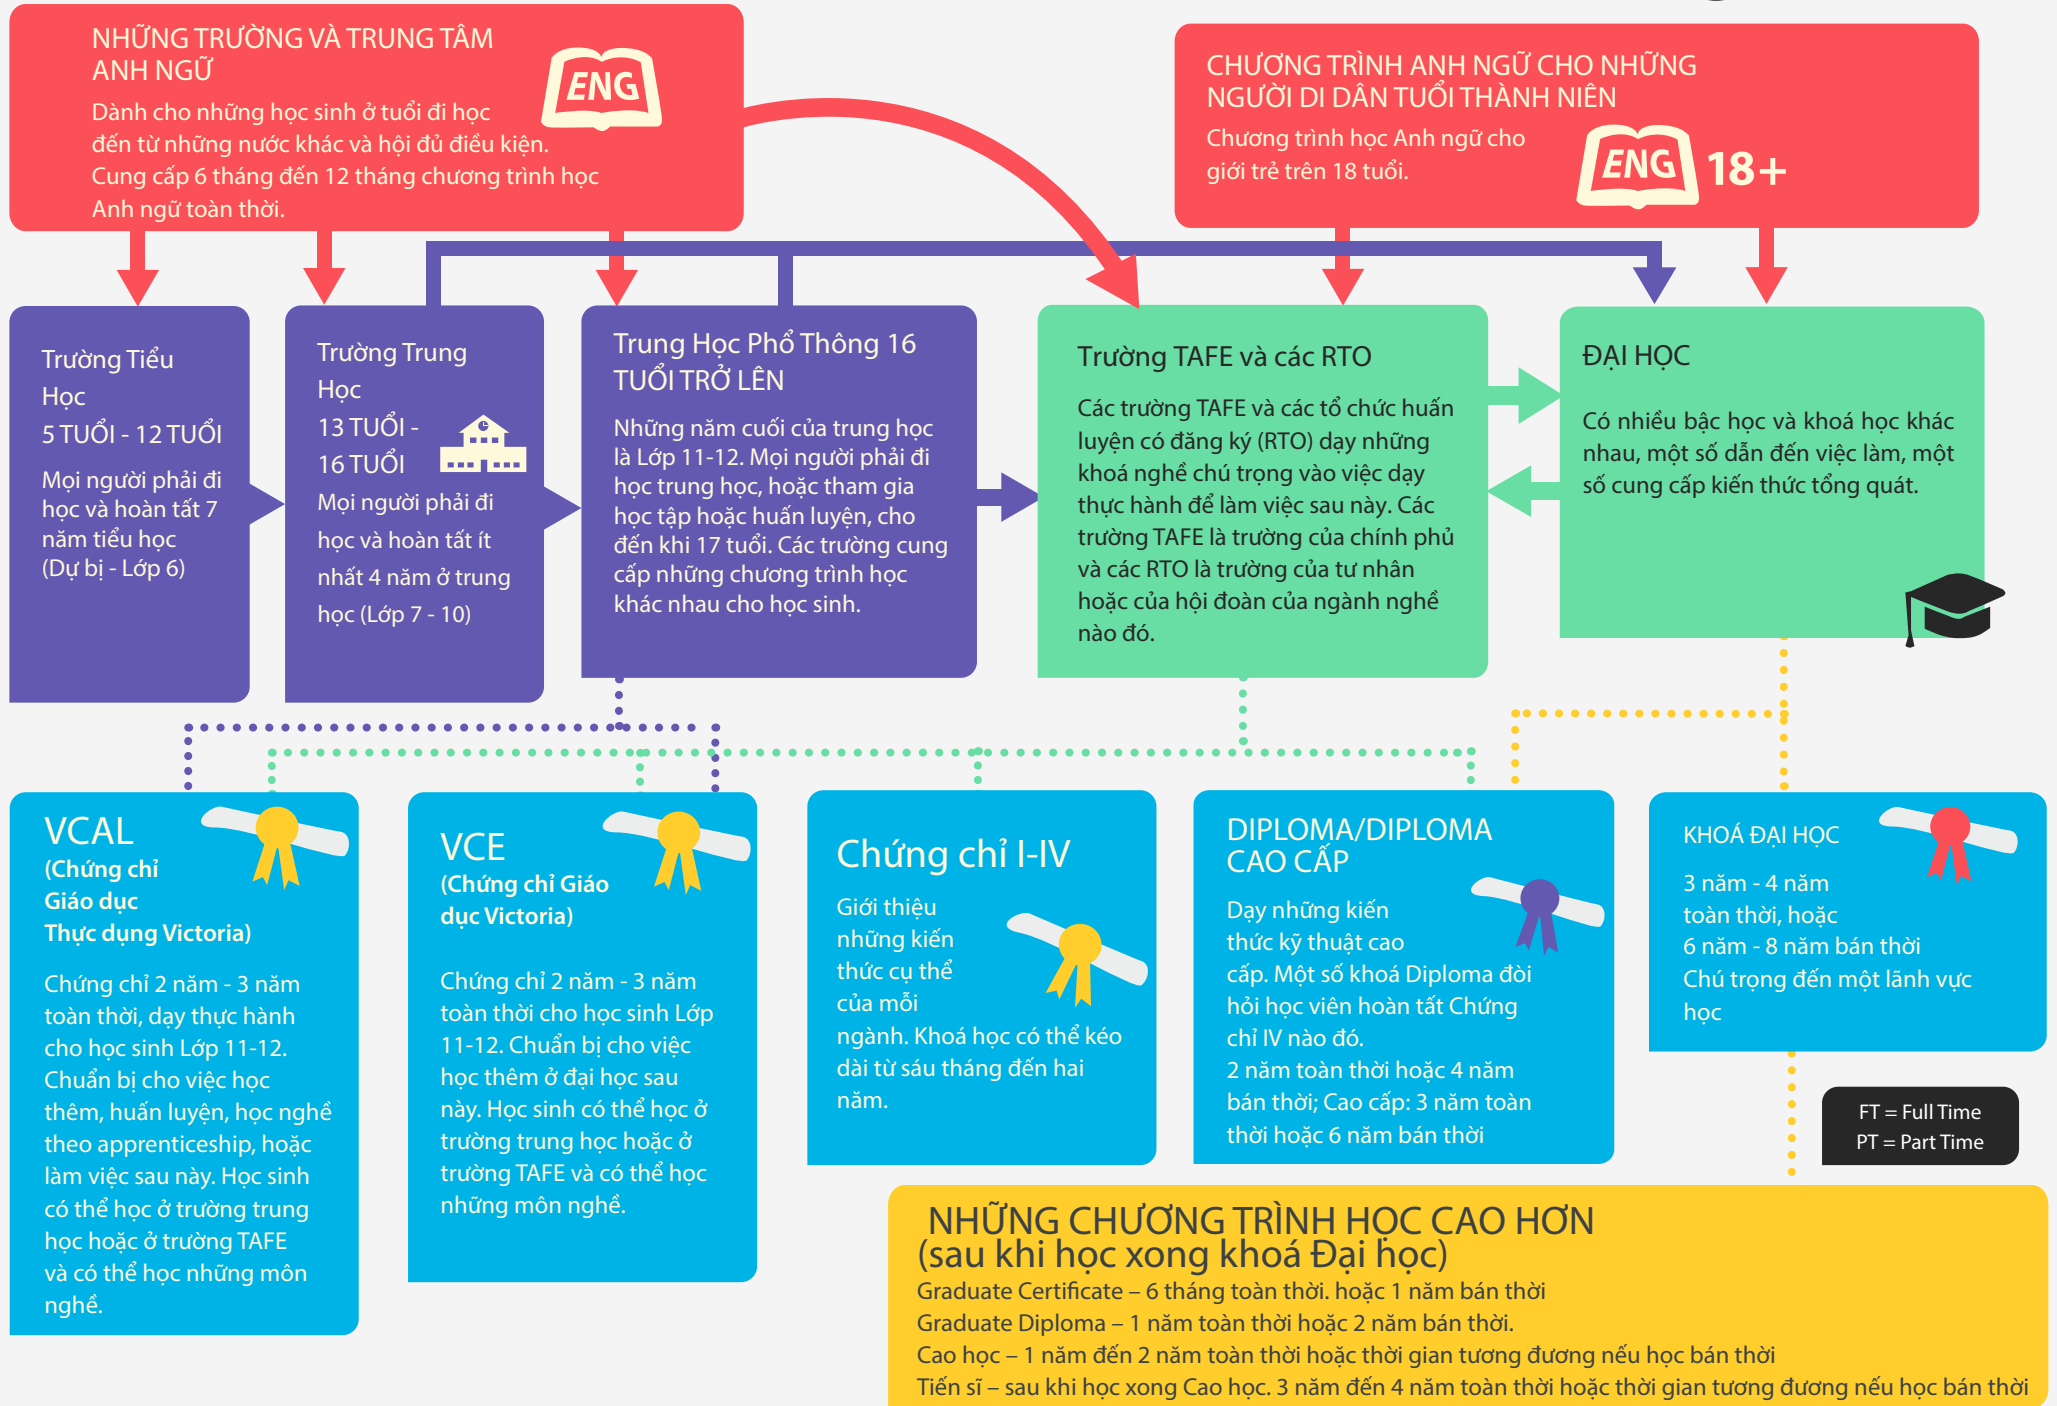 NHỮNG TRƯỜNG VÀ TRUNG TÂM
ANH NGỮ
Dành cho những học sinh ở tuổi đi học
đến từ những nước khác và hội đủ điều kiện.
Cung cấp 6 tháng đến 12 tháng chương trình học
Anh ngữ toàn thời.
ENG
CHƯƠNG TRÌNH ANH NGỮ CHO NHỮNG
NGƯỜI DI DÂN TUỔI THÀNH NIÊN
Chương trình học Anh ngữ cho
giới trẻ trên 18 tuổi.
ENG 18+
Trường Tiểu
Học
5 TUỔI - 12 TUỔI
Mọi người phải đi
học và hoàn tất 7
năm tiểu học
(Dự bị - Lớp 6)
Trường Trung
Học
13 TUỔI -
16 TUỔI
Mọi người phải đi
học và hoàn tất ít
nhất 4 năm ở trung
học (Lớp 7 - 10)
Trung Học Phổ Thông 16
TUỔI TRỞ LÊN
Những năm cuối của trung học
là Lớp 11-12. Mọi người phải đi
học trung học, hoặc tham gia
học tập hoặc huấn luyện, cho
đến khi 17 tuổi. Các trường cung
cấp những chương trình học
khác nhau cho học sinh.
Trường TAFE và các RTO
Các trường TAFE và các tổ chức huấn
luyện có đăng ký (RTO) dạy những
khoá nghề chú trọng vào việc dạy
thực hành để làm việc sau này. Các
trường TAFE là trường của chính phủ
và các RTO là trường của tư nhân
hoặc của hội đoàn của ngành nghề
nào đó.
ĐẠI HỌC
Có nhiều bậc học và khoá học khác
nhau, một số dẫn đến việc làm, một
số cung cấp kiến thức tổng quát.
VCAL
(Chứng chỉ
Giáo dục
Thực dụng Victoria)
Chứng chỉ 2 năm - 3 năm
toàn thời, dạy thực hành
cho học sinh Lớp 11-12.
Chuẩn bị cho việc học
thêm, huấn luyện, học nghề
theo apprenticeship, hoặc
làm việc sau này. Học sinh
có thể học ở trường trung
học hoặc ở trường TAFE
và có thể học những môn
nghề.
VCE
(Chứng chỉ Giáo
dục Victoria)
Chứng chỉ 2 năm - 3 năm
toàn thời cho học sinh Lớp
11-12. Chuẩn bị cho việc
học thêm ở đại học sau
này. Học sinh có thể học ở
trường trung học hoặc ở
trường TAFE và có thể học
những môn nghề.
Chứng chỉ I-IV
Giới thiệu
những kiến
thức cụ thể
của mỗi
ngành. Khoá học có thể kéo
dài từ sáu tháng đến hai
năm.
DIPLOMA/DIPLOMA
CAO CẤP
Dạy những kiến
thức kỹ thuật cao
cấp. Một số khoá Diploma đòi
hỏi học viên hoàn tất Chứng
chỉ IV nào đó.
2 năm toàn thời hoặc 4 năm
bán thời; Cao cấp: 3 năm toàn
thời hoặc 6 năm bán thời
KHOÁ ĐẠI HỌC
3 năm - 4 năm
toàn thời, hoặc
6 năm - 8 năm bán thời
Chú trọng đến một lãnh vực
học
FT = Full Time
PT = Part Time
NHỮNG CHƯƠNG TRÌNH HỌC CAO HƠN
(sau khi học xong khoá Đại học)
Graduate Certificate – 6 tháng toàn thời. hoặc 1 năm bán thời
Graduate Diploma – 1 năm toàn thời hoặc 2 năm bán thời.
Cao học – 1 năm đến 2 năm toàn thời hoặc thời gian tương đương nếu học bán thời
Tiến sĩ – sau khi học xong Cao học. 3 năm đến 4 năm toàn thời hoặc thời gian tương đương nếu học bán thời